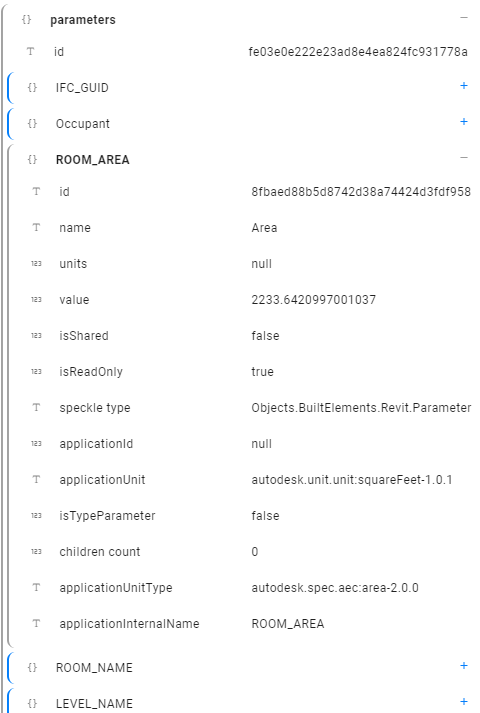 {} parameters −
T id fe03e0e222e23ad8e4ea824fc931778a
{} IFC_GUID +
{} Occupant +
{} ROOM_AREA −
T id 8fbaed88b5d8742d38a74424d3fdf958
T name Area
123 units null
123 value 2233.6420997001037
123 isShared false
123 isReadOnly true
T speckle type Objects.BuiltElements.Revit.Parameter
123 applicationId null
T applicationUnit autodesk.unit.unit:squareFeet-1.0.1
123 isTypeParameter false
123 children count 0
T applicationUnitType autodesk.spec.aec:area-2.0.0
T applicationInternalName ROOM_AREA
{} ROOM_NAME +
{} LEVEL_NAME +